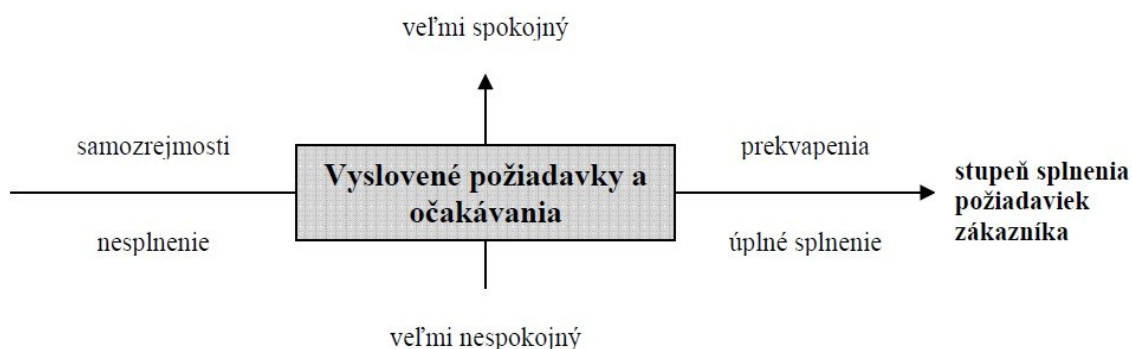 veľmi spokojný
samozrejmosti
prekvapenia
Vyslovené požiadavky a
očakávania
stupeň splnenia
požiadaviek
zákazníka
nesplnenie
úplné splnenie
veľmi nespokojný